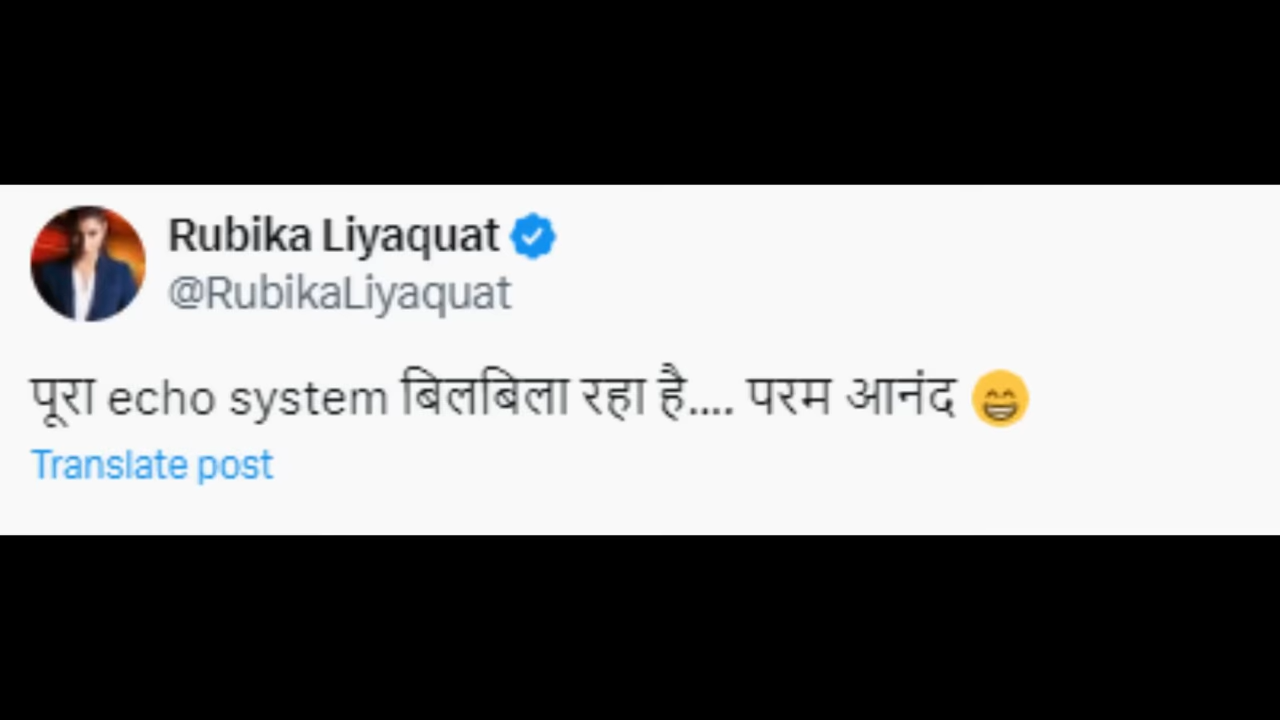 Rubika Liyaquat
@RubikaLiyaquat
पूरा echo system बिलबिला रहा है.... परम आनंद 😁
Translate post